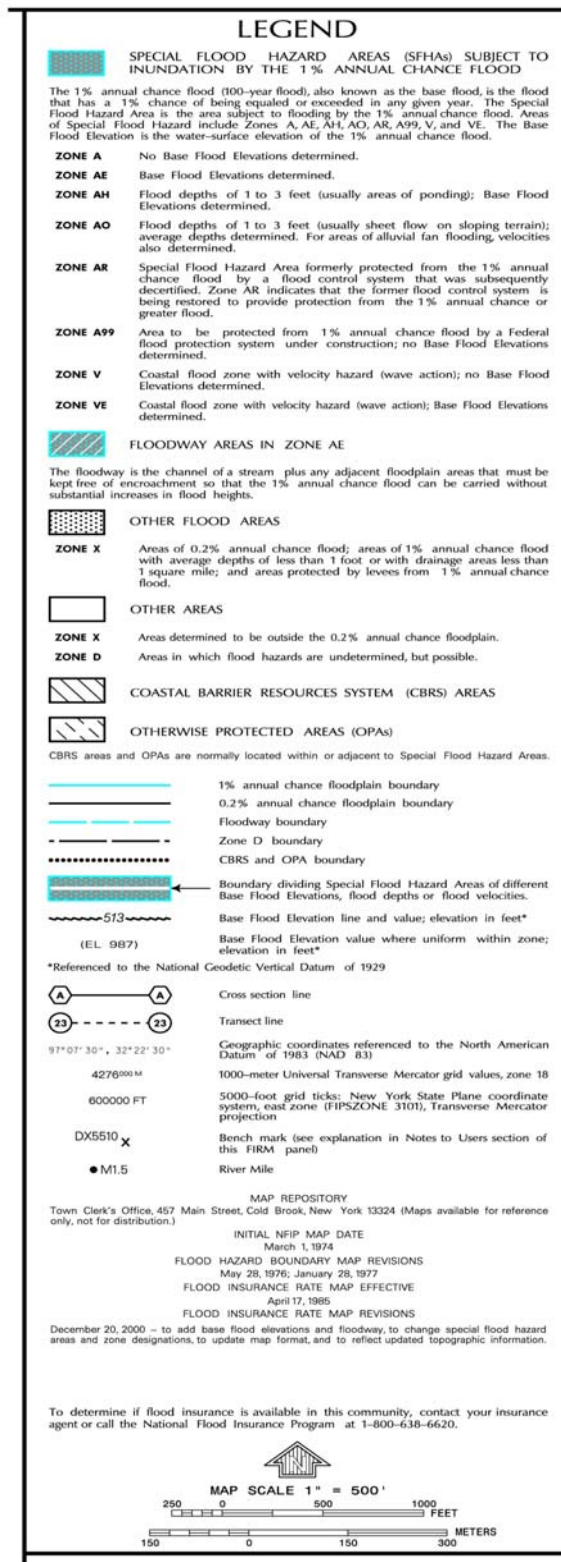 LEGEND
SPECIAL FLOOD HAZARD AREAS (SFHAs) SUBJECT TO
INUNDATION BY THE 1% ANNUAL CHANCE FLOOD
The 1% annual chance flood (100–year flood), also known as the base flood, is the flood
that has a 1% chance of being equaled or exceeded in any given year. The Special
Flood Hazard Area is the area subject to flooding by the 1% annual chance flood. Areas
of Special Flood Hazard include Zones A, AE, AH, AO, AR, A99, V, and VE. The Base
Flood Elevation is the water–surface elevation of the 1% annual chance flood.
ZONE A No Base Flood Elevations determined.
ZONE AE Base Flood Elevations determined.
ZONE AH Flood depths of 1 to 3 feet (usually areas of ponding); Base Flood
Elevations determined.
ZONE AO Flood depths of 1 to 3 feet (usually sheet flow on sloping terrain);
average depths determined. For areas of alluvial fan flooding, velocities
also determined.
ZONE AR Special Flood Hazard Area formerly protected from the 1% annual
chance flood by a flood control system that was subsequently
decertified. Zone AR indicates that the former flood control system is
being restored to provide protection from the 1% annual chance or
greater flood.
ZONE A99 Area to be protected from 1% annual chance flood by a Federal
flood protection system under construction; no Base Flood Elevations
determined.
ZONE V Coastal flood zone with velocity hazard (wave action); no Base Flood
Elevations determined.
ZONE VE Coastal flood zone with velocity hazard (wave action); Base Flood Elevations
determined.
FLOODWAY AREAS IN ZONE AE
The floodway is the channel of a stream plus any adjacent floodplain areas that must be
kept free of encroachment so that the 1% annual chance flood can be carried without
substantial increases in flood heights.
OTHER FLOOD AREAS
ZONE X Areas of 0.2% annual chance flood; areas of 1% annual chance flood
with average depths of less than 1 foot or with drainage areas less than
1 square mile; and areas protected by levees from 1% annual chance
flood.
OTHER AREAS
ZONE X Areas determined to be outside the 0.2% annual chance floodplain.
ZONE D Areas in which flood hazards are undetermined, but possible.
COASTAL BARRIER RESOURCES SYSTEM (CBRS) AREAS
OTHERWISE PROTECTED AREAS (OPAs)
CBRS areas and OPAs are normally located within or adjacent to Special Flood Hazard Areas.
1% annual chance floodplain boundary
0.2% annual chance floodplain boundary
Floodway boundary
Zone D boundary
CBRS and OPA boundary
Boundary dividing Special Flood Hazard Areas of different
Base Flood Elevations, flood depths or flood velocities.
513 Base Flood Elevation line and value; elevation in feet*
(EL 987) Base Flood Elevation value where uniform within zone;
elevation in feet*
*Referenced to the National Geodetic Vertical Datum of 1929
A A Cross section line
23 23 Transect line
97°07'30", 32°22'30" Geographic coordinates referenced to the North American
Datum of 1983 (NAD 83)
4276000 M 1000–meter Universal Transverse Mercator grid values, zone 18
600000 FT 5000–foot grid ticks: New York State Plane coordinate
system, east zone (FIPSZONE 3101), Transverse Mercator
projection
DX5510 x Bench mark (see explanation in Notes to Users section of
this FIRM panel)
●M1.5 River Mile
MAP REPOSITORY
Town Clerk's Office, 457 Main Street, Cold Brook, New York 13324 (Maps available for reference
only, not for distribution.)
INITIAL NFIP MAP DATE
March 1, 1974
FLOOD HAZARD BOUNDARY MAP REVISIONS
May 28, 1976; January 28, 1977
FLOOD INSURANCE RATE MAP EFFECTIVE
April 17, 1985
FLOOD INSURANCE RATE MAP REVISIONS
December 20, 2000 – to add base flood elevations and floodway, to change special flood hazard
areas and zone designations, to update map format, and to reflect updated topographic information.
To determine if flood insurance is available in this community, contact your insurance
agent or call the National Flood Insurance Program at 1–800–638–6620.
N
MAP SCALE 1" = 500'
250 0 500 1000
FEET
METERS
150 0 150 300